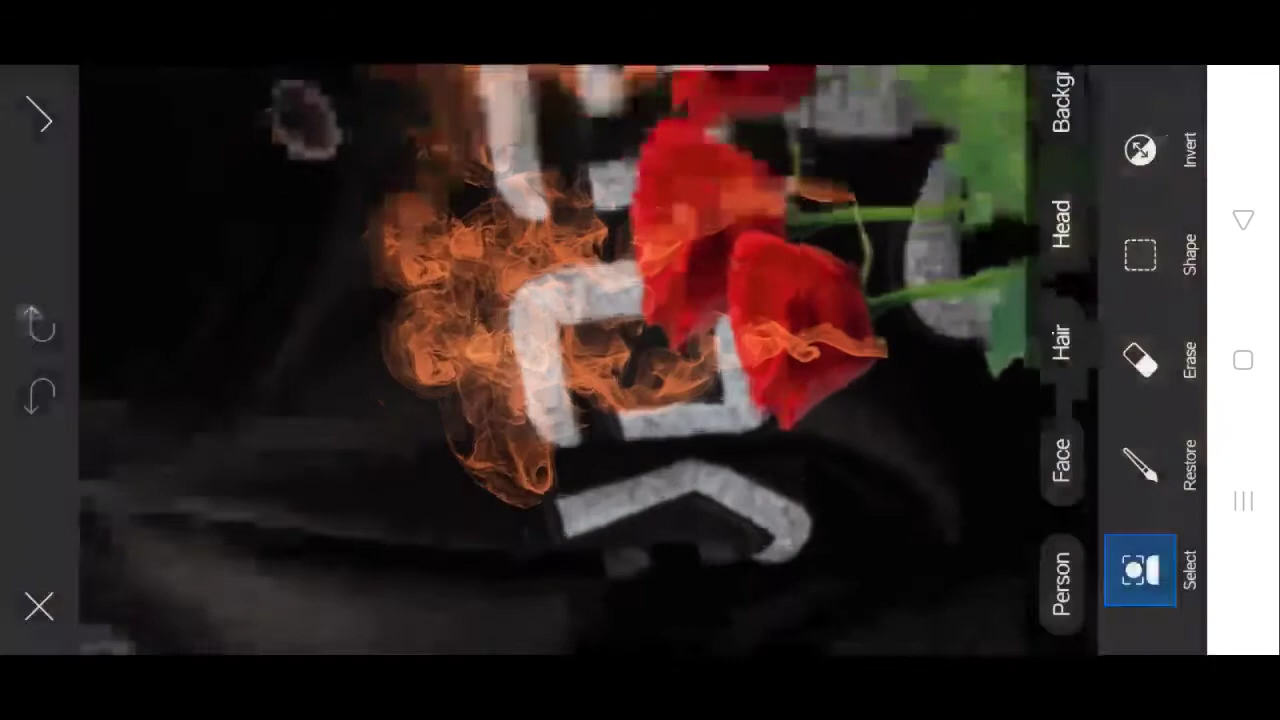 Person
Face
Hair
Head
Backgr
Select
Restore
Erase
Shape
Invert